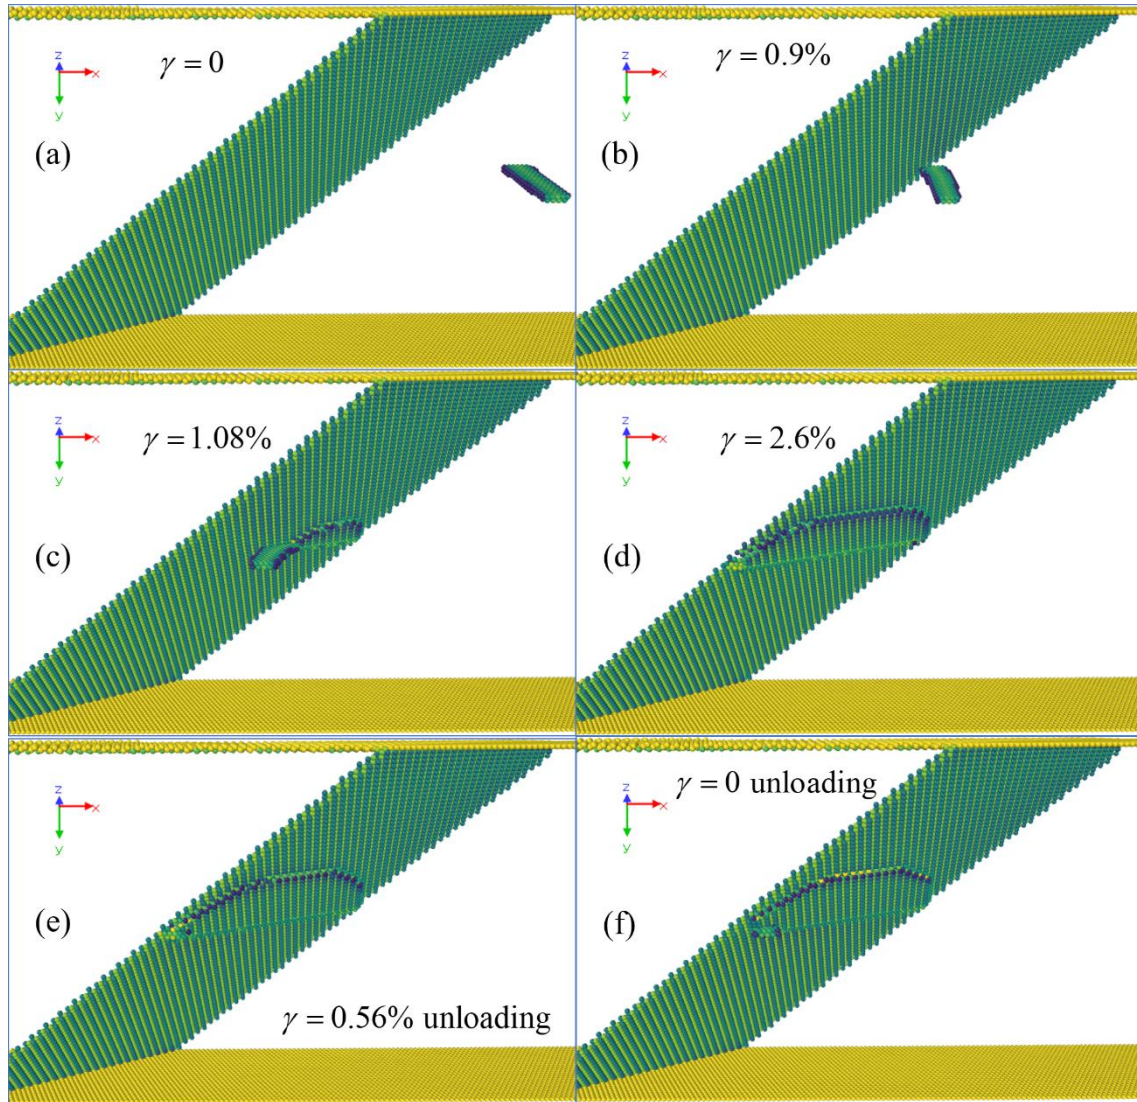 γ = 0
z
x
y
(a)
γ = 0.9%
z
x
y
(b)
γ = 1.08%
z
x
y
(c)
γ = 2.6%
z
x
y
(d)
z
x
y
(e)
γ = 0.56% unloading
γ = 0 unloading
z
x
y
(f)